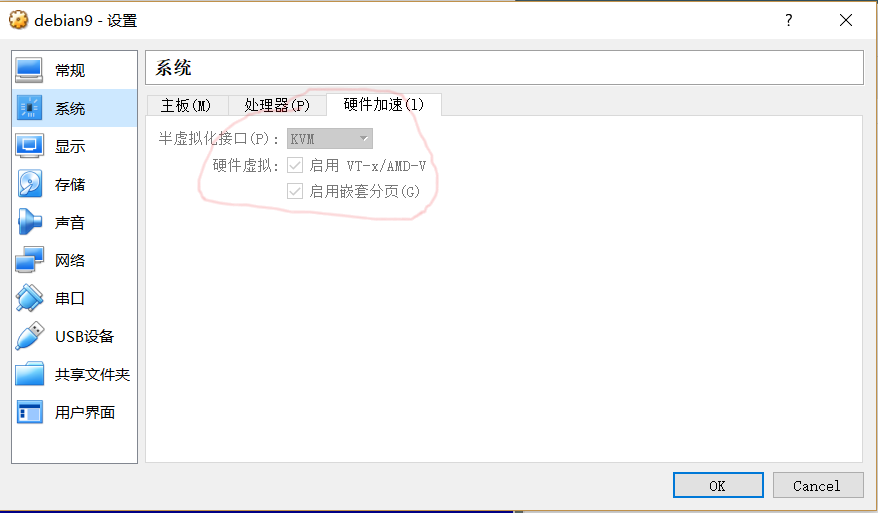 debian9 - 设置
?
常规
系统
显示
存储
声音
网络
串口
USB设备
共享文件夹
用户界面
系统
主板(M) 处理器(P) 硬件加速(l)
半虚拟化接口(P): KVM
硬件虚拟: 启用 VT-x/AMD-V
启用嵌套分页(G)
OK Cancel